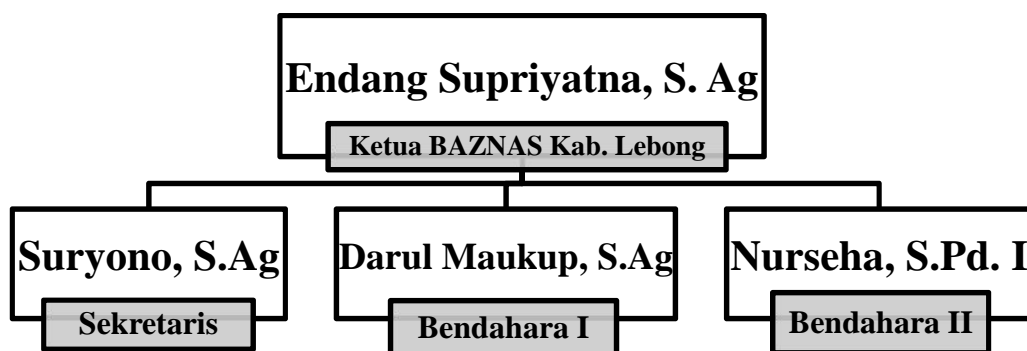 Endang Supriyatna, S. Ag
Ketua BAZNAS Kab. Lebong
Suryono, S.Ag
Sekretaris
Darul Maukup, S.Ag
Bendahara I
Nurseha, S.Pd. I
Bendahara II